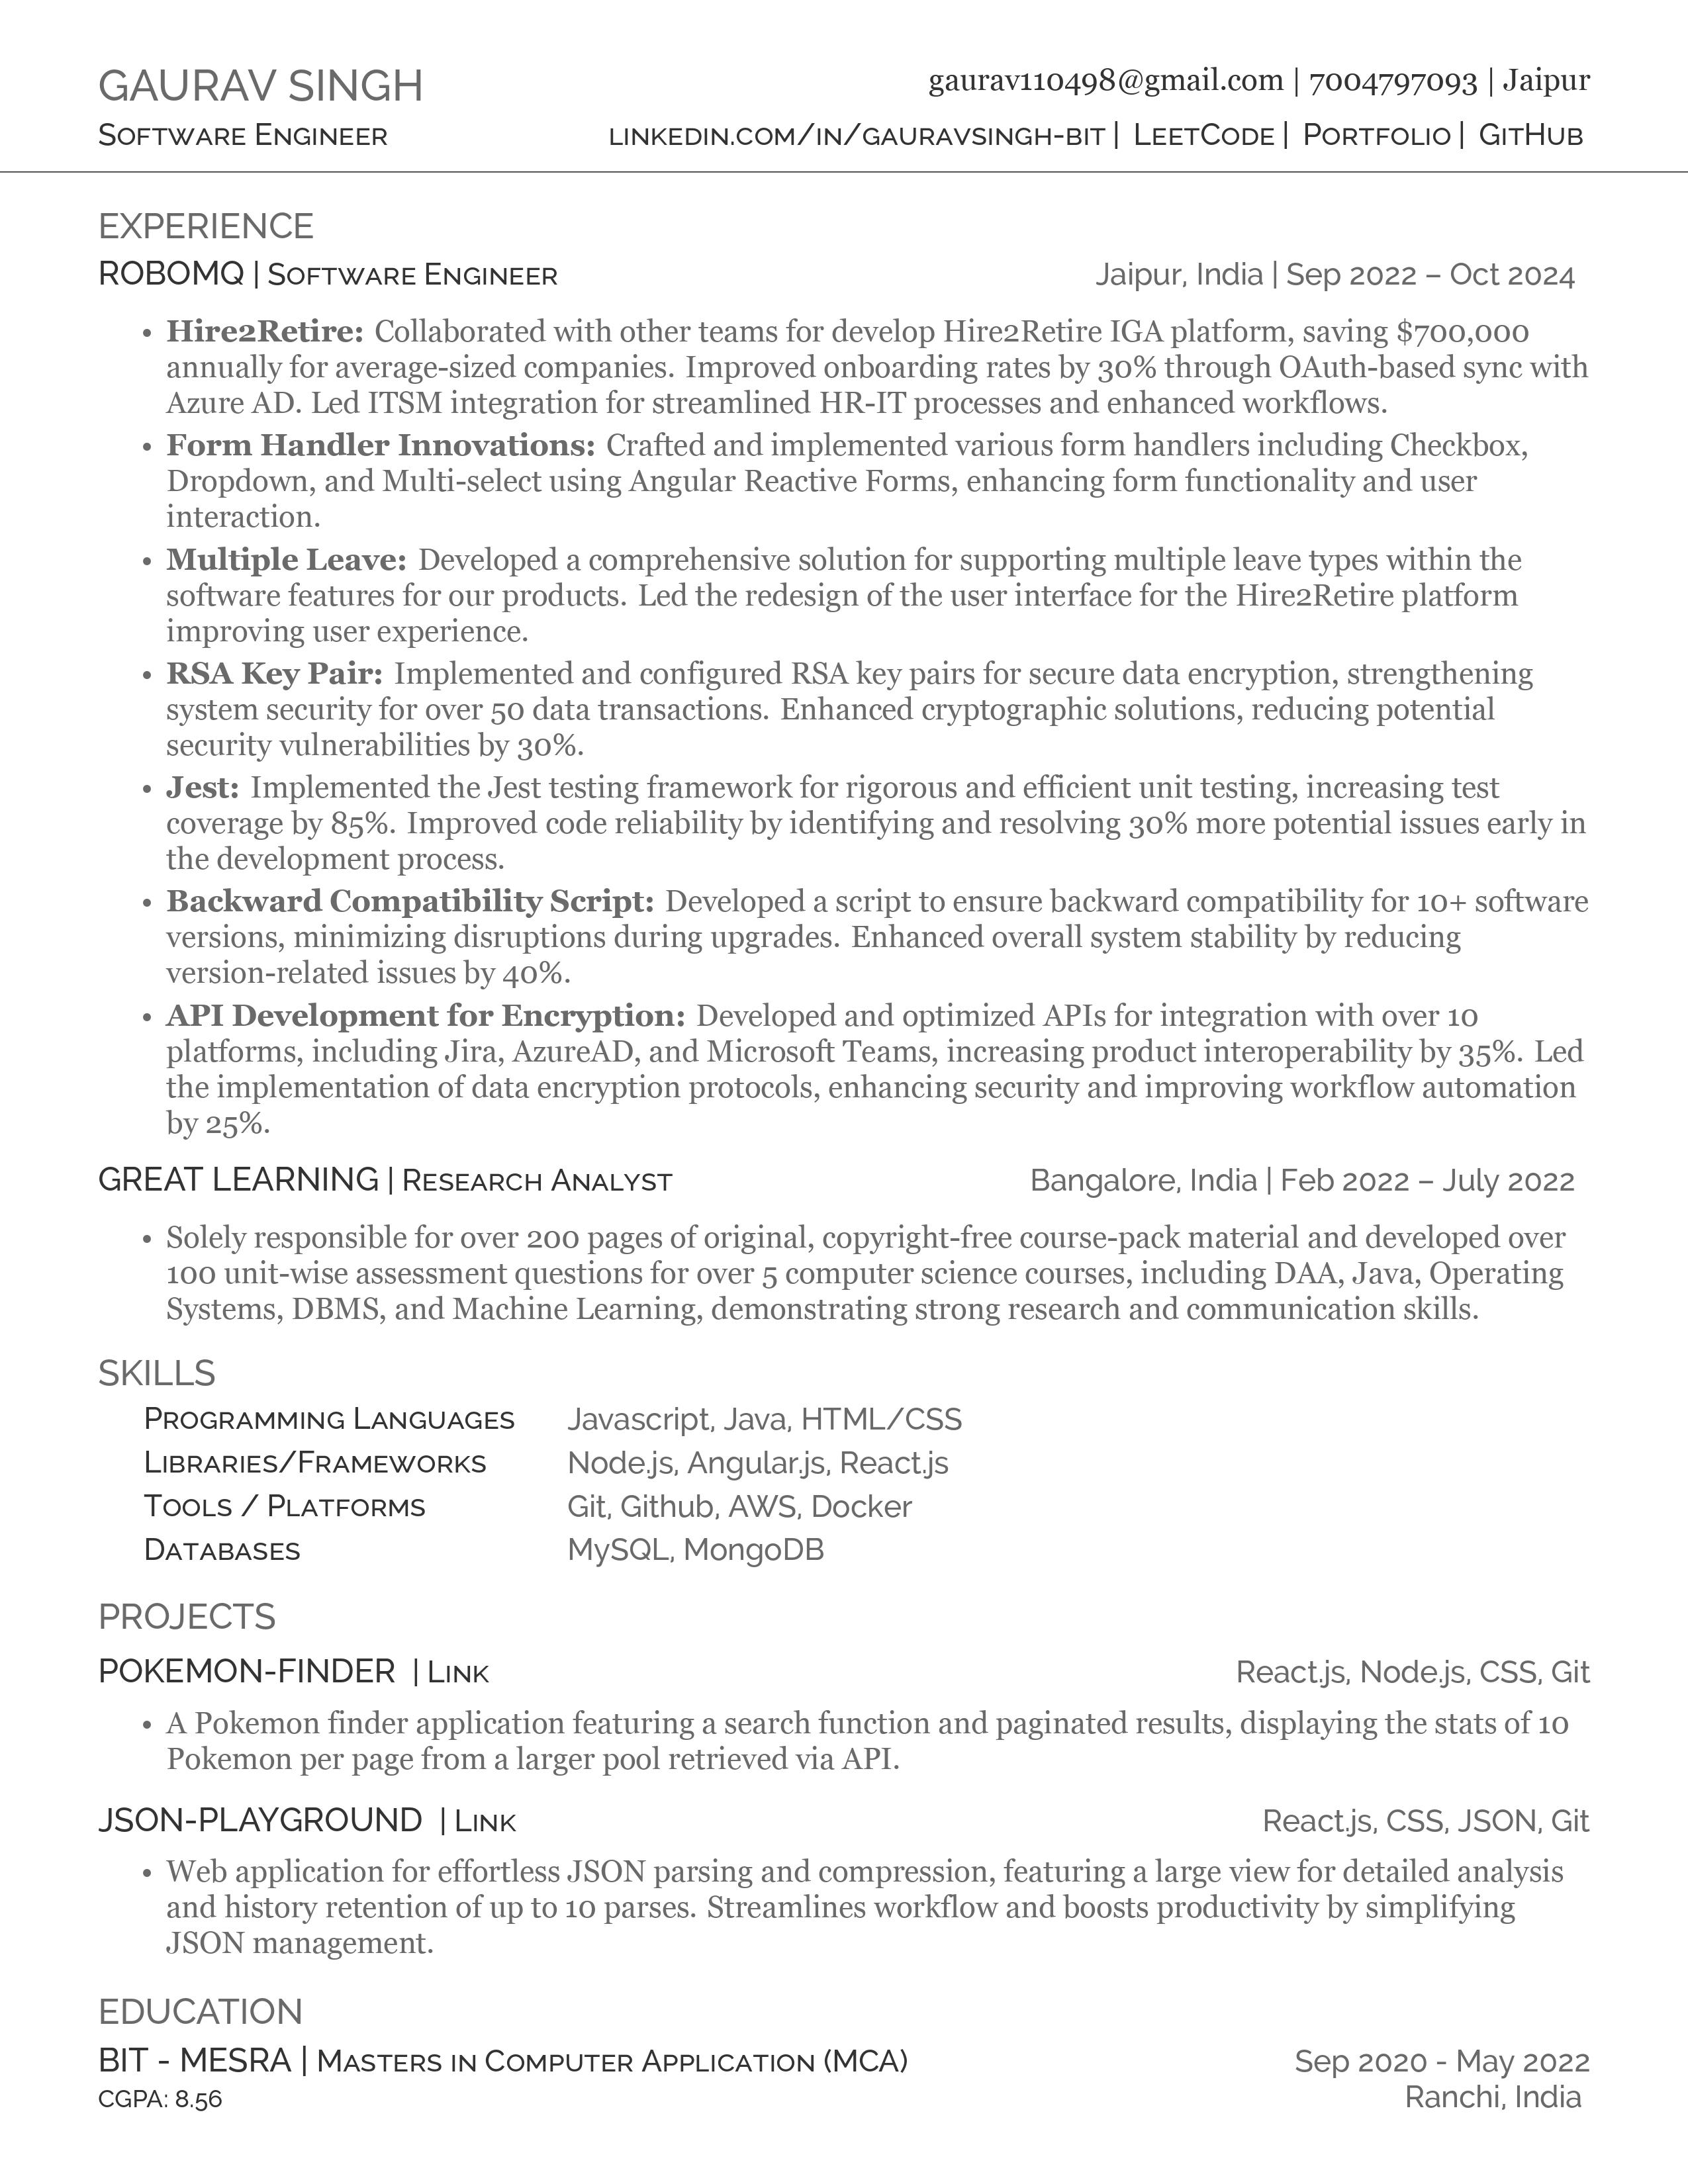 GAURAV SINGH
gaurav110498@gmail.com | 7004797093 | Jaipur
Software Engineer
linkedin.com/in/gauravsingh-bit | LeetCode | Portfolio | GitHub
EXPERIENCE
ROBOMQ | Software Engineer
Jaipur, India | Sep 2022 – Oct 2024
• Hire2Retire: Collaborated with other teams for develop Hire2Retire IGA platform, saving $700,000
annually for average-sized companies. Improved onboarding rates by 30% through OAuth-based sync with
Azure AD. Led ITSM integration for streamlined HR-IT processes and enhanced workflows.
• Form Handler Innovations: Crafted and implemented various form handlers including Checkbox,
Dropdown, and Multi-select using Angular Reactive Forms, enhancing form functionality and user
interaction.
• Multiple Leave: Developed a comprehensive solution for supporting multiple leave types within the
software features for our products. Led the redesign of the user interface for the Hire2Retire platform
improving user experience.
• RSA Key Pair: Implemented and configured RSA key pairs for secure data encryption, strengthening
system security for over 50 data transactions. Enhanced cryptographic solutions, reducing potential
security vulnerabilities by 30%.
• Jest: Implemented the Jest testing framework for rigorous and efficient unit testing, increasing test
coverage by 85%. Improved code reliability by identifying and resolving 30% more potential issues early in
the development process.
• Backward Compatibility Script: Developed a script to ensure backward compatibility for 10+ software
versions, minimizing disruptions during upgrades. Enhanced overall system stability by reducing
version-related issues by 40%.
• API Development for Encryption: Developed and optimized APIs for integration with over 10
platforms, including Jira, AzureAD, and Microsoft Teams, increasing product interoperability by 35%. Led
the implementation of data encryption protocols, enhancing security and improving workflow automation
by 25%.
GREAT LEARNING | Research Analyst
Bangalore, India | Feb 2022 – July 2022
• Solely responsible for over 200 pages of original, copyright-free course-pack material and developed over
100 unit-wise assessment questions for over 5 computer science courses, including DAA, Java, Operating
Systems, DBMS, and Machine Learning, demonstrating strong research and communication skills.
SKILLS
Programming Languages Javascript, Java, HTML/CSS
Libraries/Frameworks Node.js, Angular.js, React.js
Tools / Platforms Git, Github, AWS, Docker
Databases MySQL, MongoDB
PROJECTS
POKEMON-FINDER | Link
React.js, Node.js, CSS, Git
• A Pokemon finder application featuring a search function and paginated results, displaying the stats of 10
Pokemon per page from a larger pool retrieved via API.
JSON-PLAYGROUND | Link
React.js, CSS, JSON, Git
• Web application for effortless JSON parsing and compression, featuring a large view for detailed analysis
and history retention of up to 10 parses. Streamlines workflow and boosts productivity by simplifying
JSON management.
EDUCATION
BIT - MESRA | Masters in Computer Application (MCA)
Sep 2020 - May 2022
CGPA: 8.56
Ranchi, India